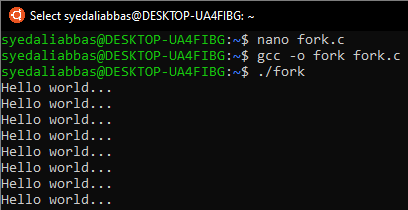 Select syedaliabbas@DESKTOP-UA4FIBG: ~
syedaliabbas@DESKTOP-UA4FIBG:~$ nano fork.c
syedaliabbas@DESKTOP-UA4FIBG:~$ gcc -o fork fork.c
syedaliabbas@DESKTOP-UA4FIBG:~$ ./fork
Hello world...
Hello world...
Hello world...
Hello world...
Hello world...
Hello world...
Hello world...
Hello world...